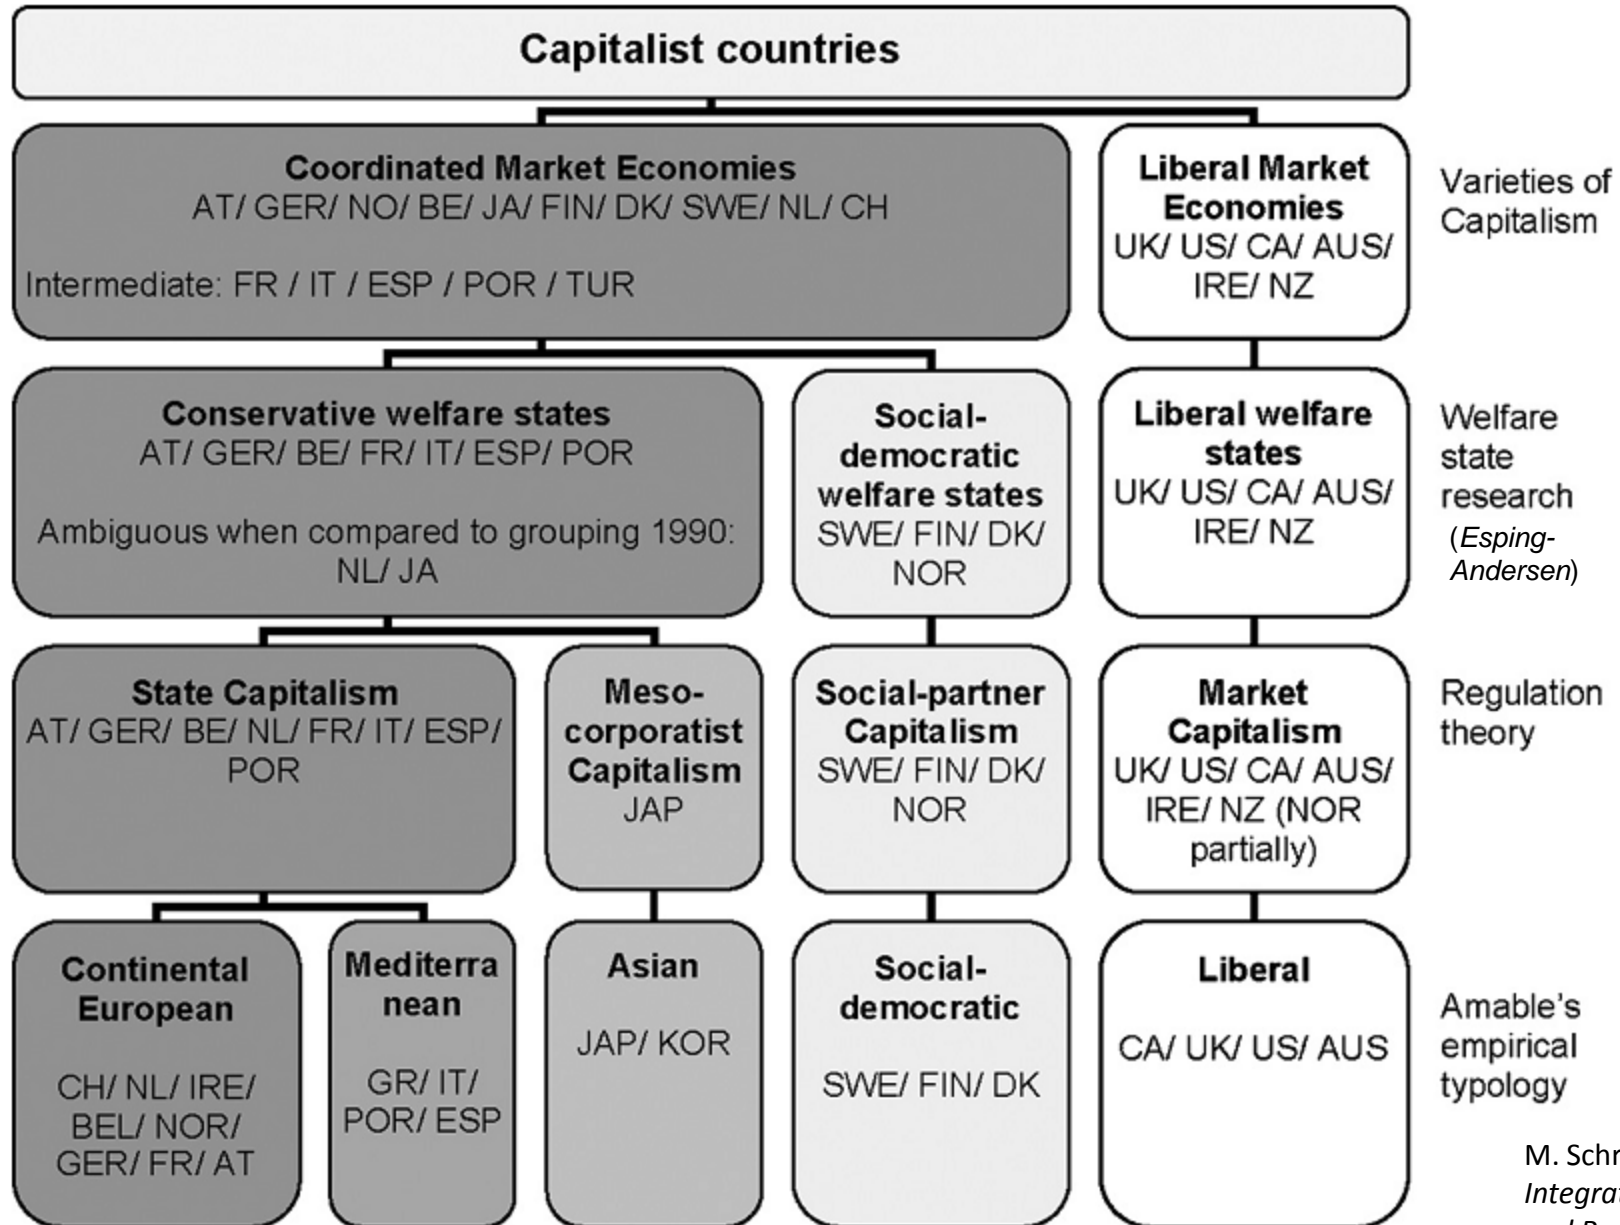 Capitalist countries
Coordinated Market Economies
AT/ GER/ NO/ BE/ JA/ FIN/ DK/ SWE/ NL/ CH
Intermediate: FR / IT / ESP / POR / TUR
Liberal Market
Economies
UK/ US/ CA/ AUS/
IRE/ NZ
Varieties of
Capitalism
Conservative welfare states
AT/ GER/ BE/ FR/ IT/ ESP/ POR
Ambiguous when compared to grouping 1990:
NL/ JA
Social-
democratic
welfare states
SWE/ FIN/ DK/
NOR
Liberal welfare
states
UK/ US/ CA/ AUS/
IRE/ NZ
Welfare
state
research
(Esping-
Andersen)
State Capitalism
AT/ GER/ BE/ NL/ FR/ IT/ ESP/
POR
Meso-
corporatist
Capitalism
JAP
Social-partner
Capitalism
SWE/ FIN/ DK/
NOR
Market
Capitalism
UK/ US/ CA/ AUS/
IRE/ NZ (NOR
partially)
Regulation
theory
Continental
European
CH/ NL/ IRE/
BEL/ NOR/
GER/ FR/ AT
Mediterra
nean
GR/ IT/
POR/ ESP
Asian
JAP/ KOR
Social-
democratic
SWE/ FIN/ DK
Liberal
CA/ UK/ US/ AUS
Amable's
empirical
typology
M.